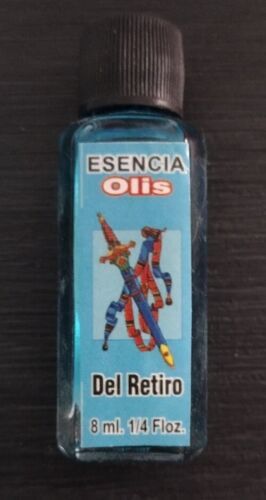 ESENCIA
Olis
Del Retiro
8 ml. 1/4 Floz.